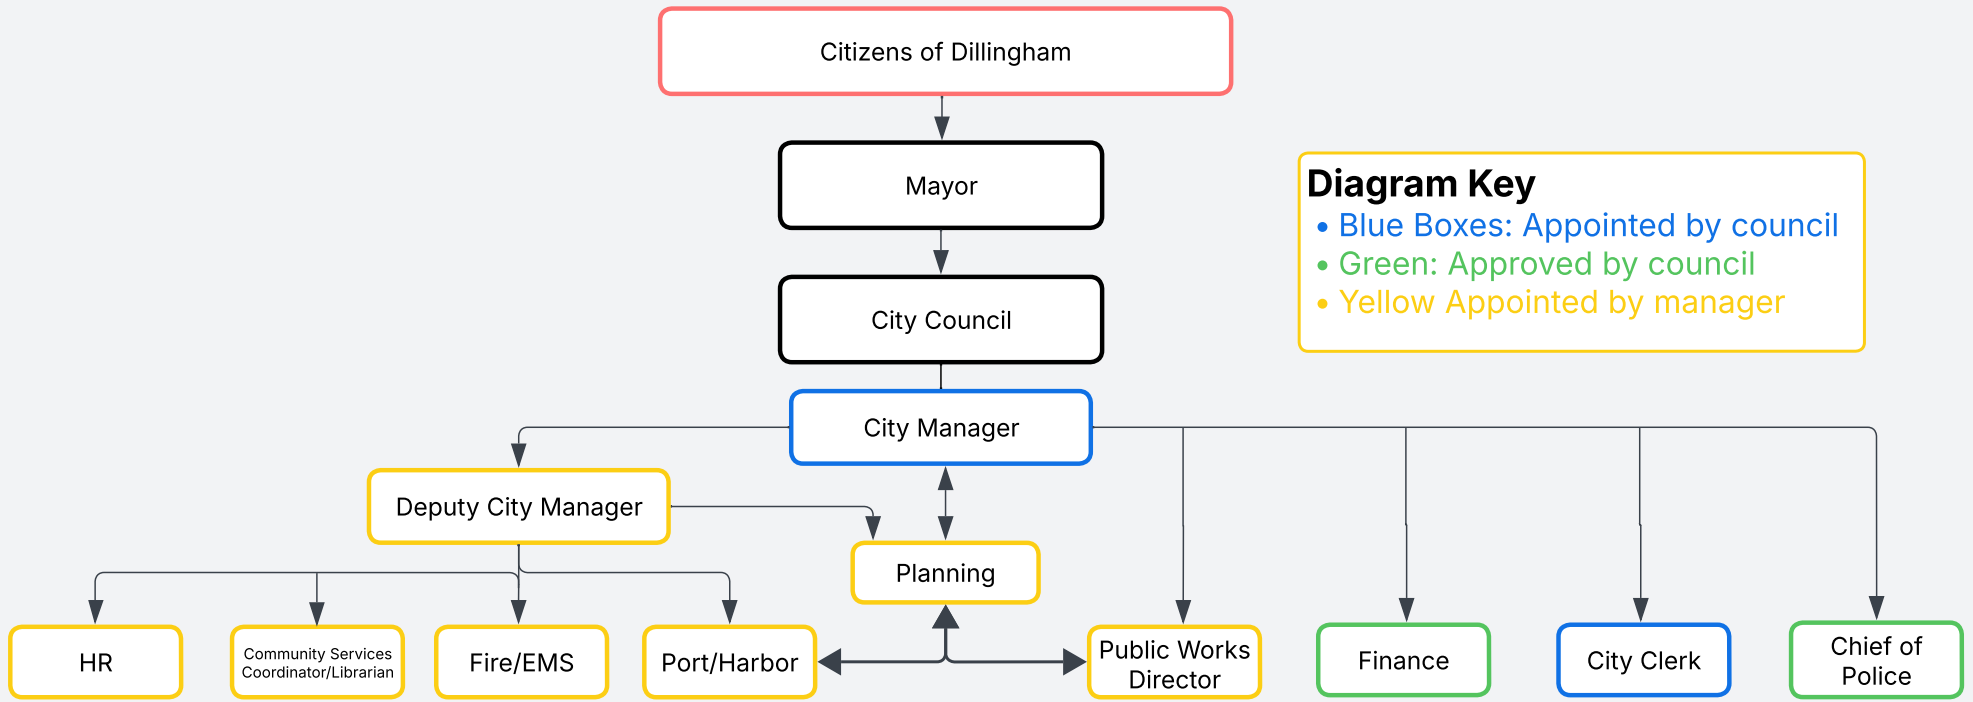 Citizens of Dillingham
Mayor
Diagram Key
• Blue Boxes: Appointed by council
• Green: Approved by council
• Yellow Appointed by manager
City Council
City Manager
Deputy City Manager
Planning
HR
Community Services
Coordinator/Librarian
Fire/EMS
Port/Harbor
Public Works
Director
Finance
City Clerk
Chief of
Police